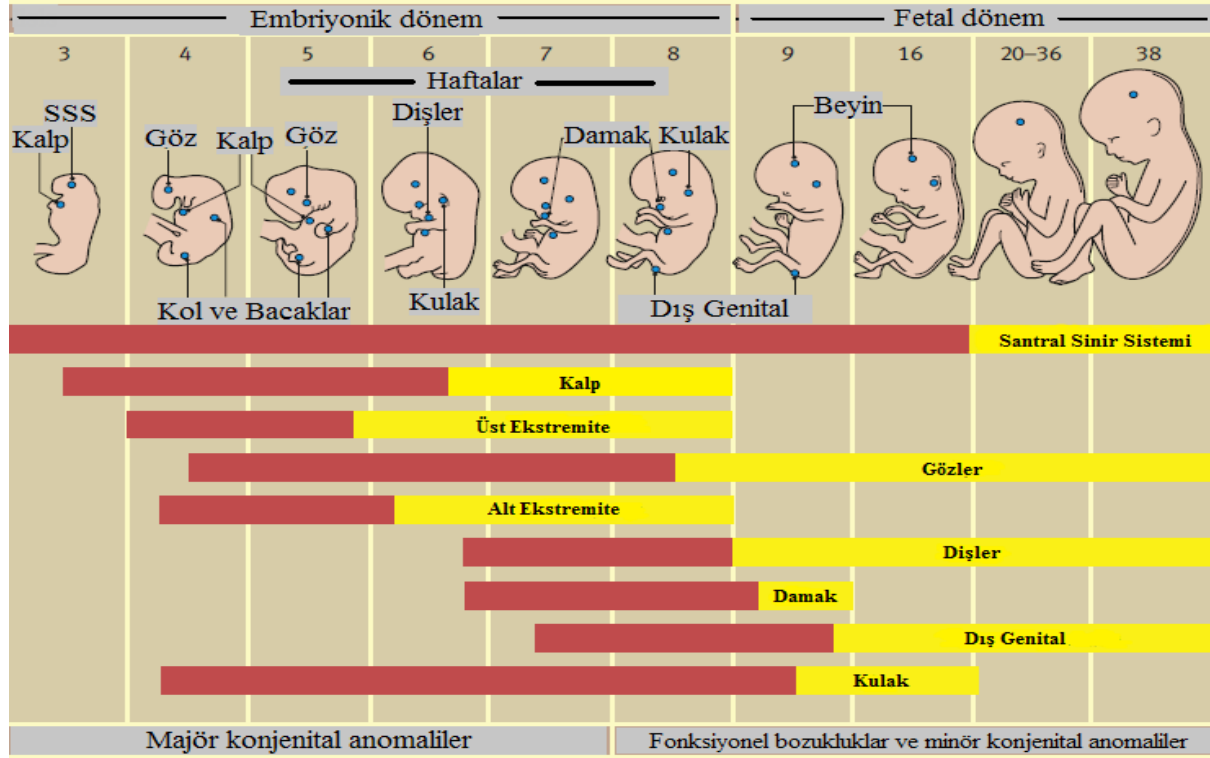 Embriyonik dönem
Fetal dönem
3 4 5 6 7 8 9 16 20–36 38
Haftalar
SSS
Kalp
Göz
Kalp
Göz
Dişler
Damak
Kulak
Beyin
Kol ve Bacaklar
Kulak
Dış Genital
Santral Sinir Sistemi
Kalp
Üst Ekstremite
Gözler
Alt Ekstremite
Dişler
Damak
Dış Genital
Kulak
Majör konjenital anomaliler
Fonksiyonel bozukluklar ve minör konjenital anomaliler